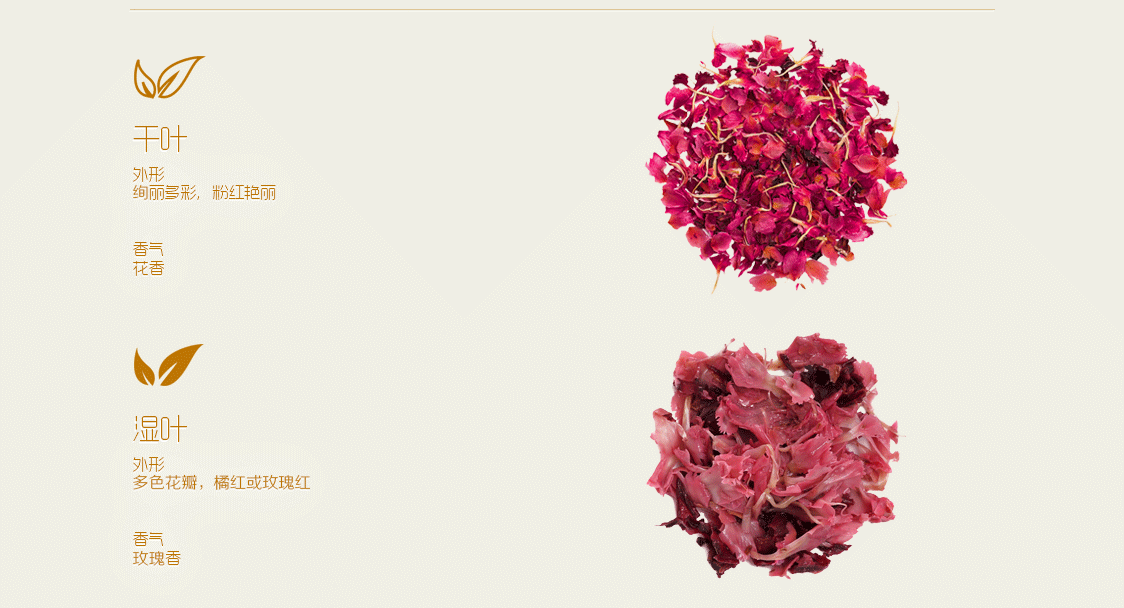 干叶
外形
绚丽多彩，粉红艳丽
香气
花香
湿叶
外形
多色花瓣，橘红或玫瑰红
香气
玫瑰香